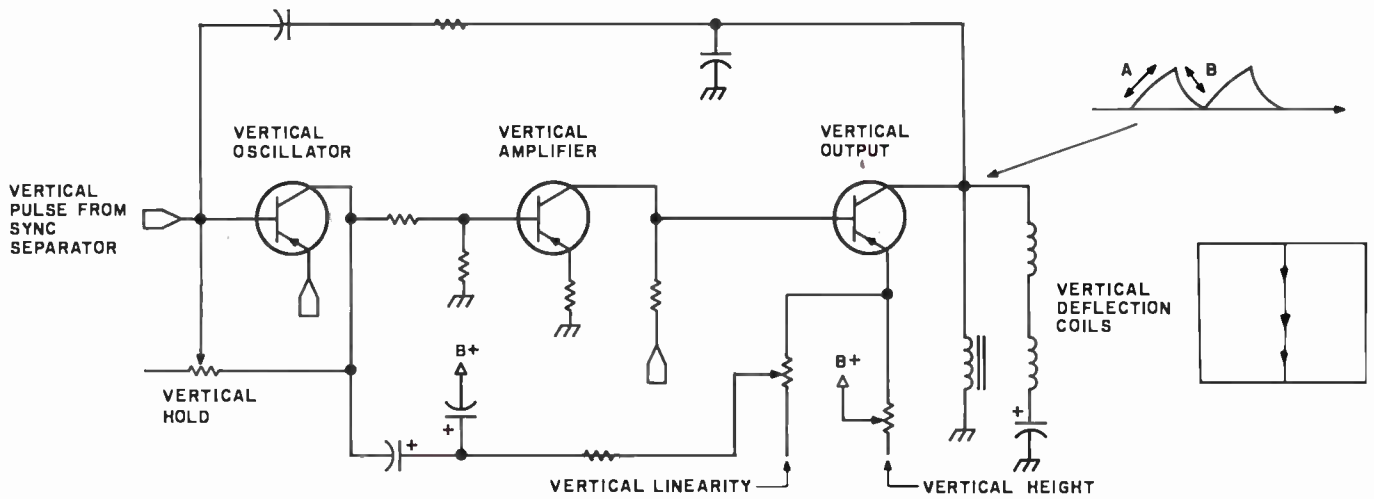 A
B
VERTICAL
OSCILLATOR
VERTICAL
AMPLIFIER
VERTICAL
OUTPUT
VERTICAL
PULSE FROM
SYNC
SEPARATOR
VERTICAL
DEFLECTION
COILS
B+
B+
VERTICAL
HOLD
+
+
+
VERTICAL LINEARITY
VERTICAL HEIGHT